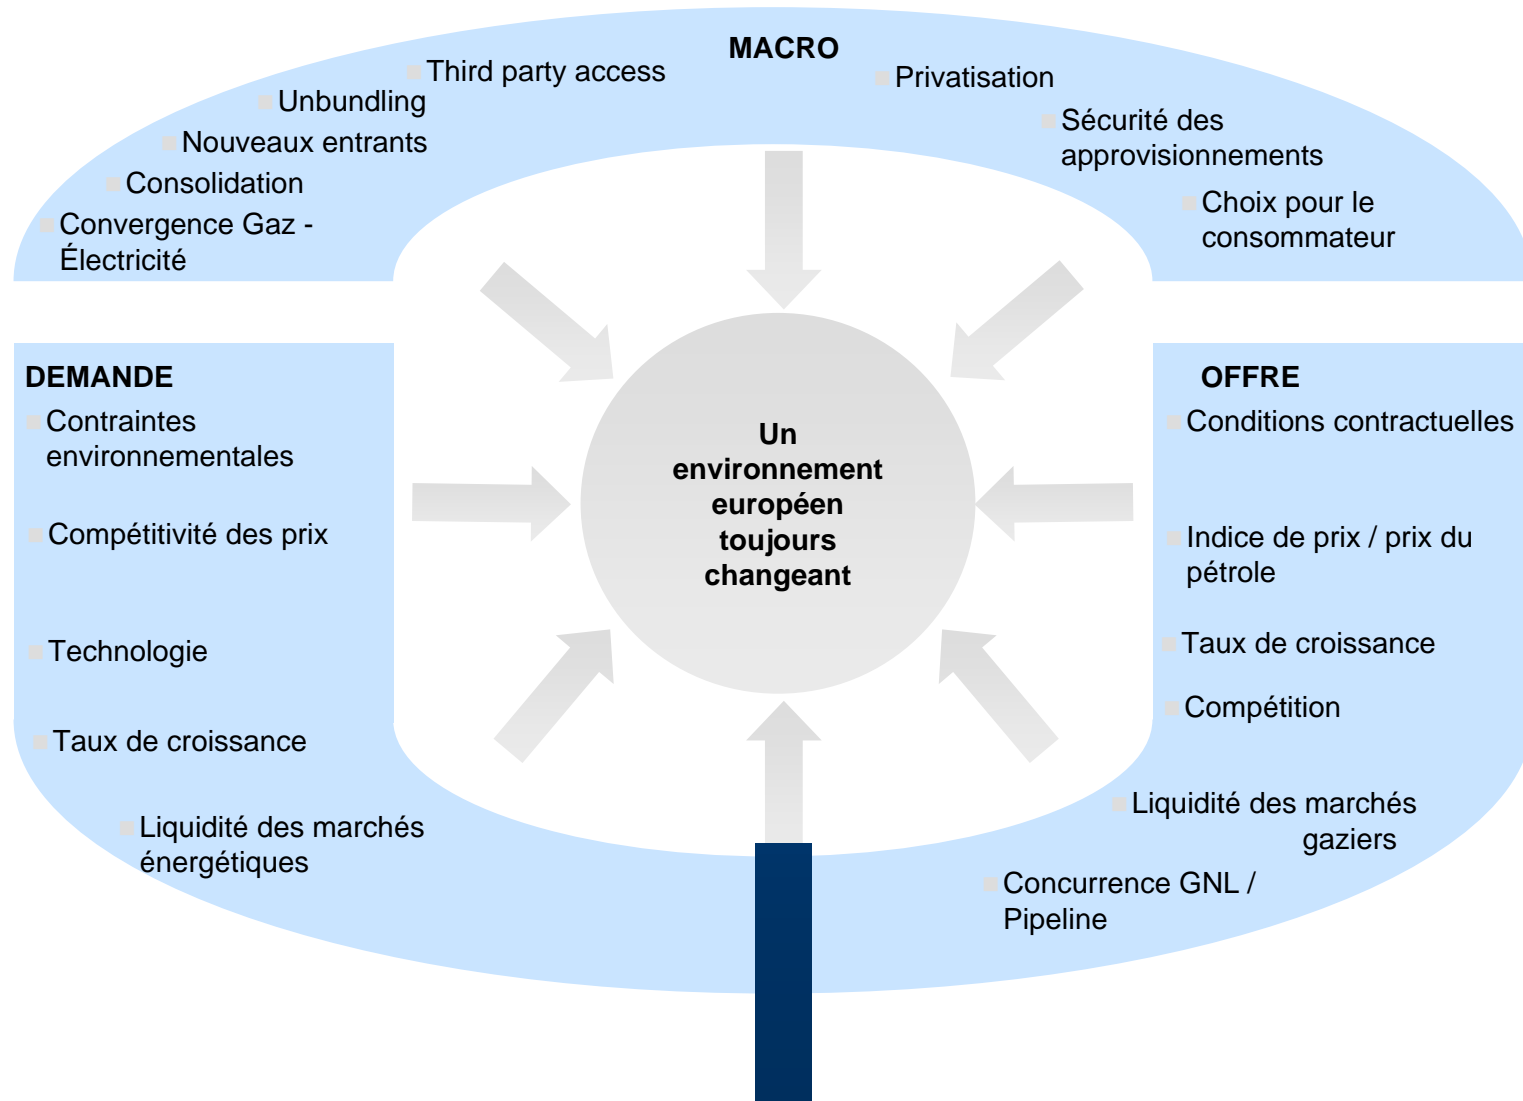 MACRO
Third party access
Unbundling
Nouveaux entrants
Consolidation
Convergence Gaz -
Électricité
Privatisation
Sécurité des
approvisionnements
Choix pour le
consommateur
DEMANDE
Contraintes
environnementales
Compétitivité des prix
Technologie
Taux de croissance
Liquidité des marchés
énergétiques
Un
environnement
européen
toujours
changeant
OFFRE
Conditions contractuelles
Indice de prix / prix du
pétrole
Taux de croissance
Compétition
Liquidité des marchés
gaziers
Concurrence GNL /
Pipeline